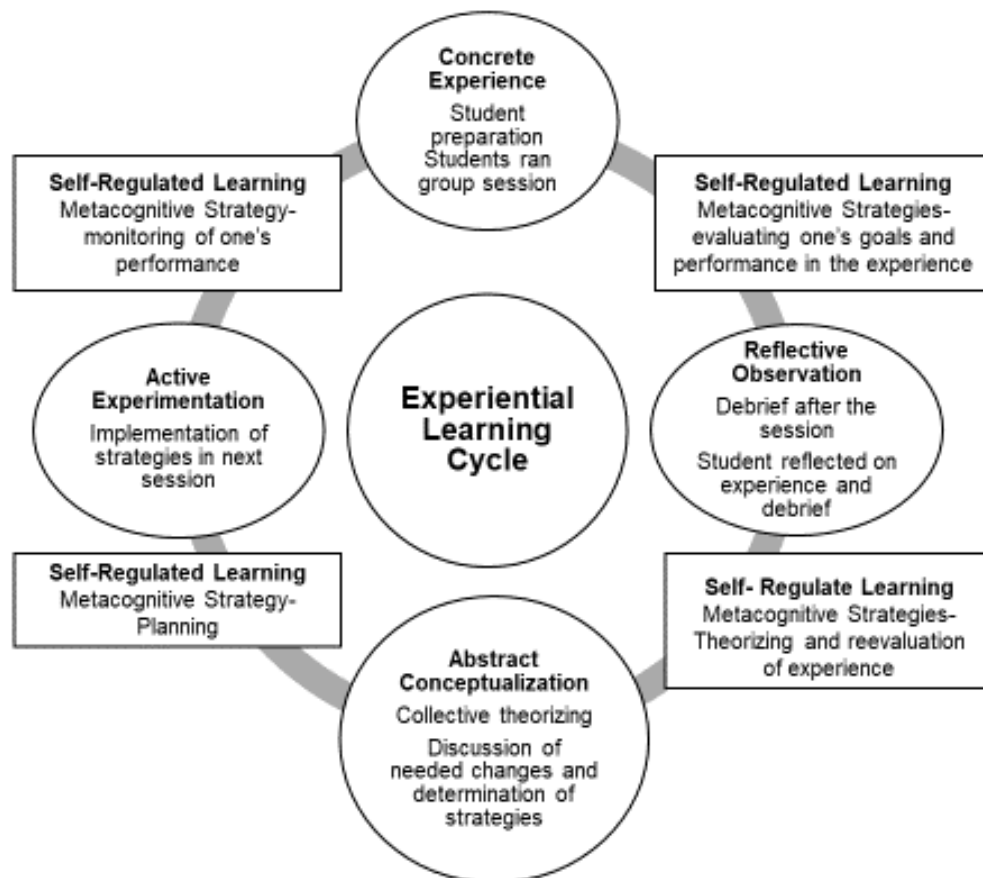 Concrete
Experience
Student
preparation
Students ran
group session
Self-Regulated Learning
Metacognitive Strategy-
monitoring of one's
performance
Self-Regulated Learning
Metacognitive Strategies-
evaluating one's goals and
performance in the experience
Active
Experimentation
Implementation of
strategies in next
session
Experiential
Learning
Cycle
Reflective
Observation
Debrief after the
session
Student reflected on
experience and
debrief
Self-Regulated Learning
Metacognitive Strategy-
Planning
Self- Regulate Learning
Metacognitive Strategies-
Theorizing and reevaluation
of experience
Abstract
Conceptualization
Collective theorizing
Discussion of
needed changes and
determination of
strategies